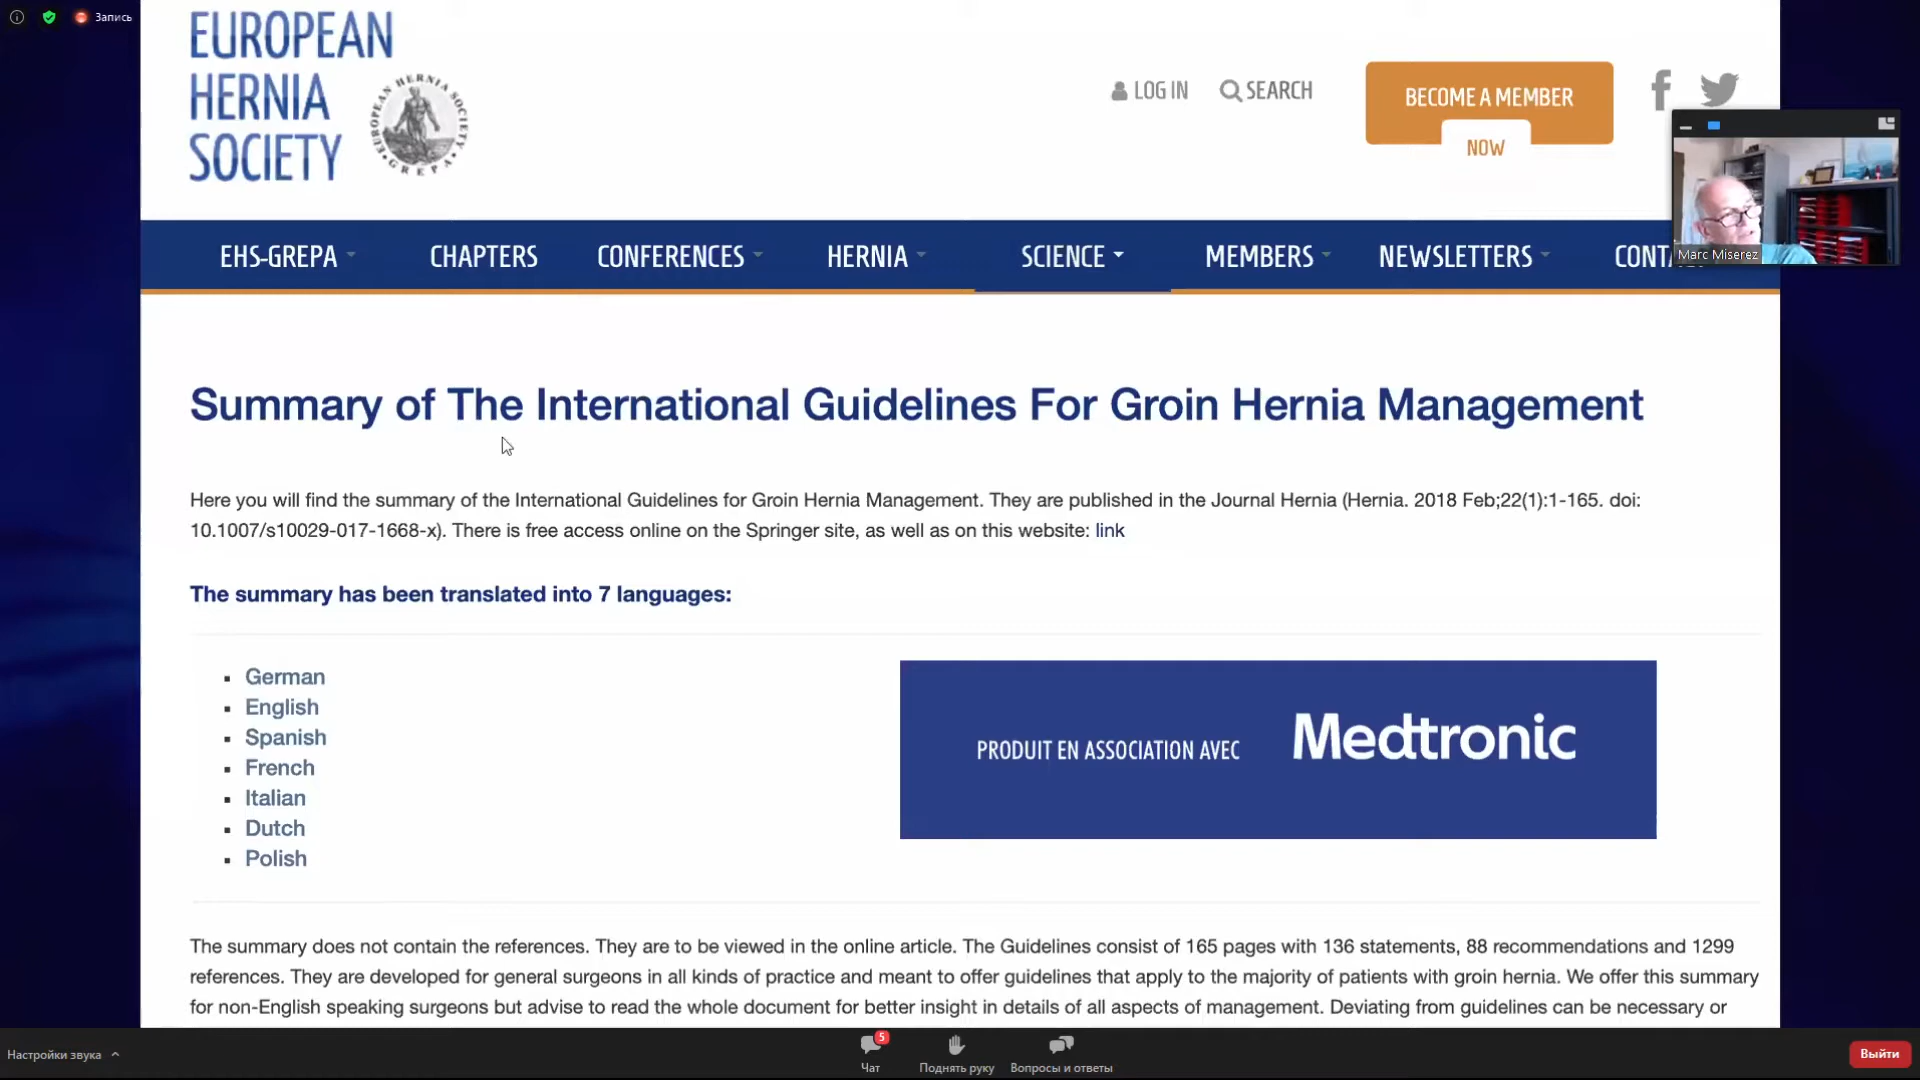 Запись
EUROPEAN
HERNIA
SOCIETY
EUROPEAN HERNIA SOCIETY
G.R.E.P.A.
LOG IN
SEARCH
BECOME A MEMBER
NOW
Marc Miserez
EHS-GREPA
CHAPTERS
CONFERENCES
HERNIA
SCIENCE
MEMBERS
NEWSLETTERS
Summary of The International Guidelines For Groin Hernia Management
Here you will find the summary of the International Guidelines for Groin Hernia Management. They are published in the Journal Hernia (Hernia. 2018 Feb;22(1):1-165. doi:
10.1007/s10029-017-1668-x). There is free access online on the Springer site, as well as on this website: link
The summary has been translated into 7 languages:
German
English
Spanish
French
Italian
Dutch
Polish
PRODUIT EN ASSOCIATION AVEC
Medtronic
The summary does not contain the references. They are to be viewed in the online article. The Guidelines consist of 165 pages with 136 statements, 88 recommendations and 1299
references. They are developed for general surgeons in all kinds of practice and meant to offer guidelines that apply to the majority of patients with groin hernia. We offer this summary
for non-English speaking surgeons but advise to read the whole document for better insight in details of all aspects of management. Deviating from guidelines can be necessary or
Настройки звука
5
Чат
Поднять руку
Вопросы и ответы
Выйти